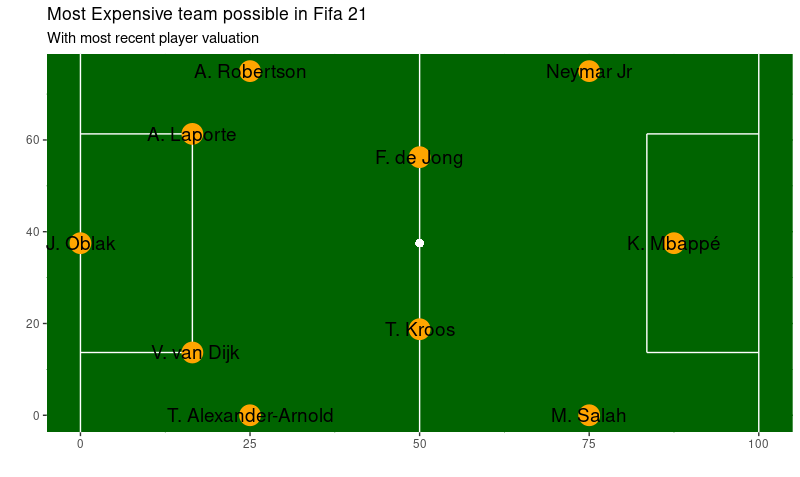 Most Expensive team possible in Fifa 21
With most recent player valuation
A. Robertson
Neymar Jr
A. Laporte
F. de Jong
J. Oblak
K. Mbappé
T. Kroos
V. van Dijk
T. Alexander-Arnold
M. Salah
60
40
20
0
0 25 50 75 100